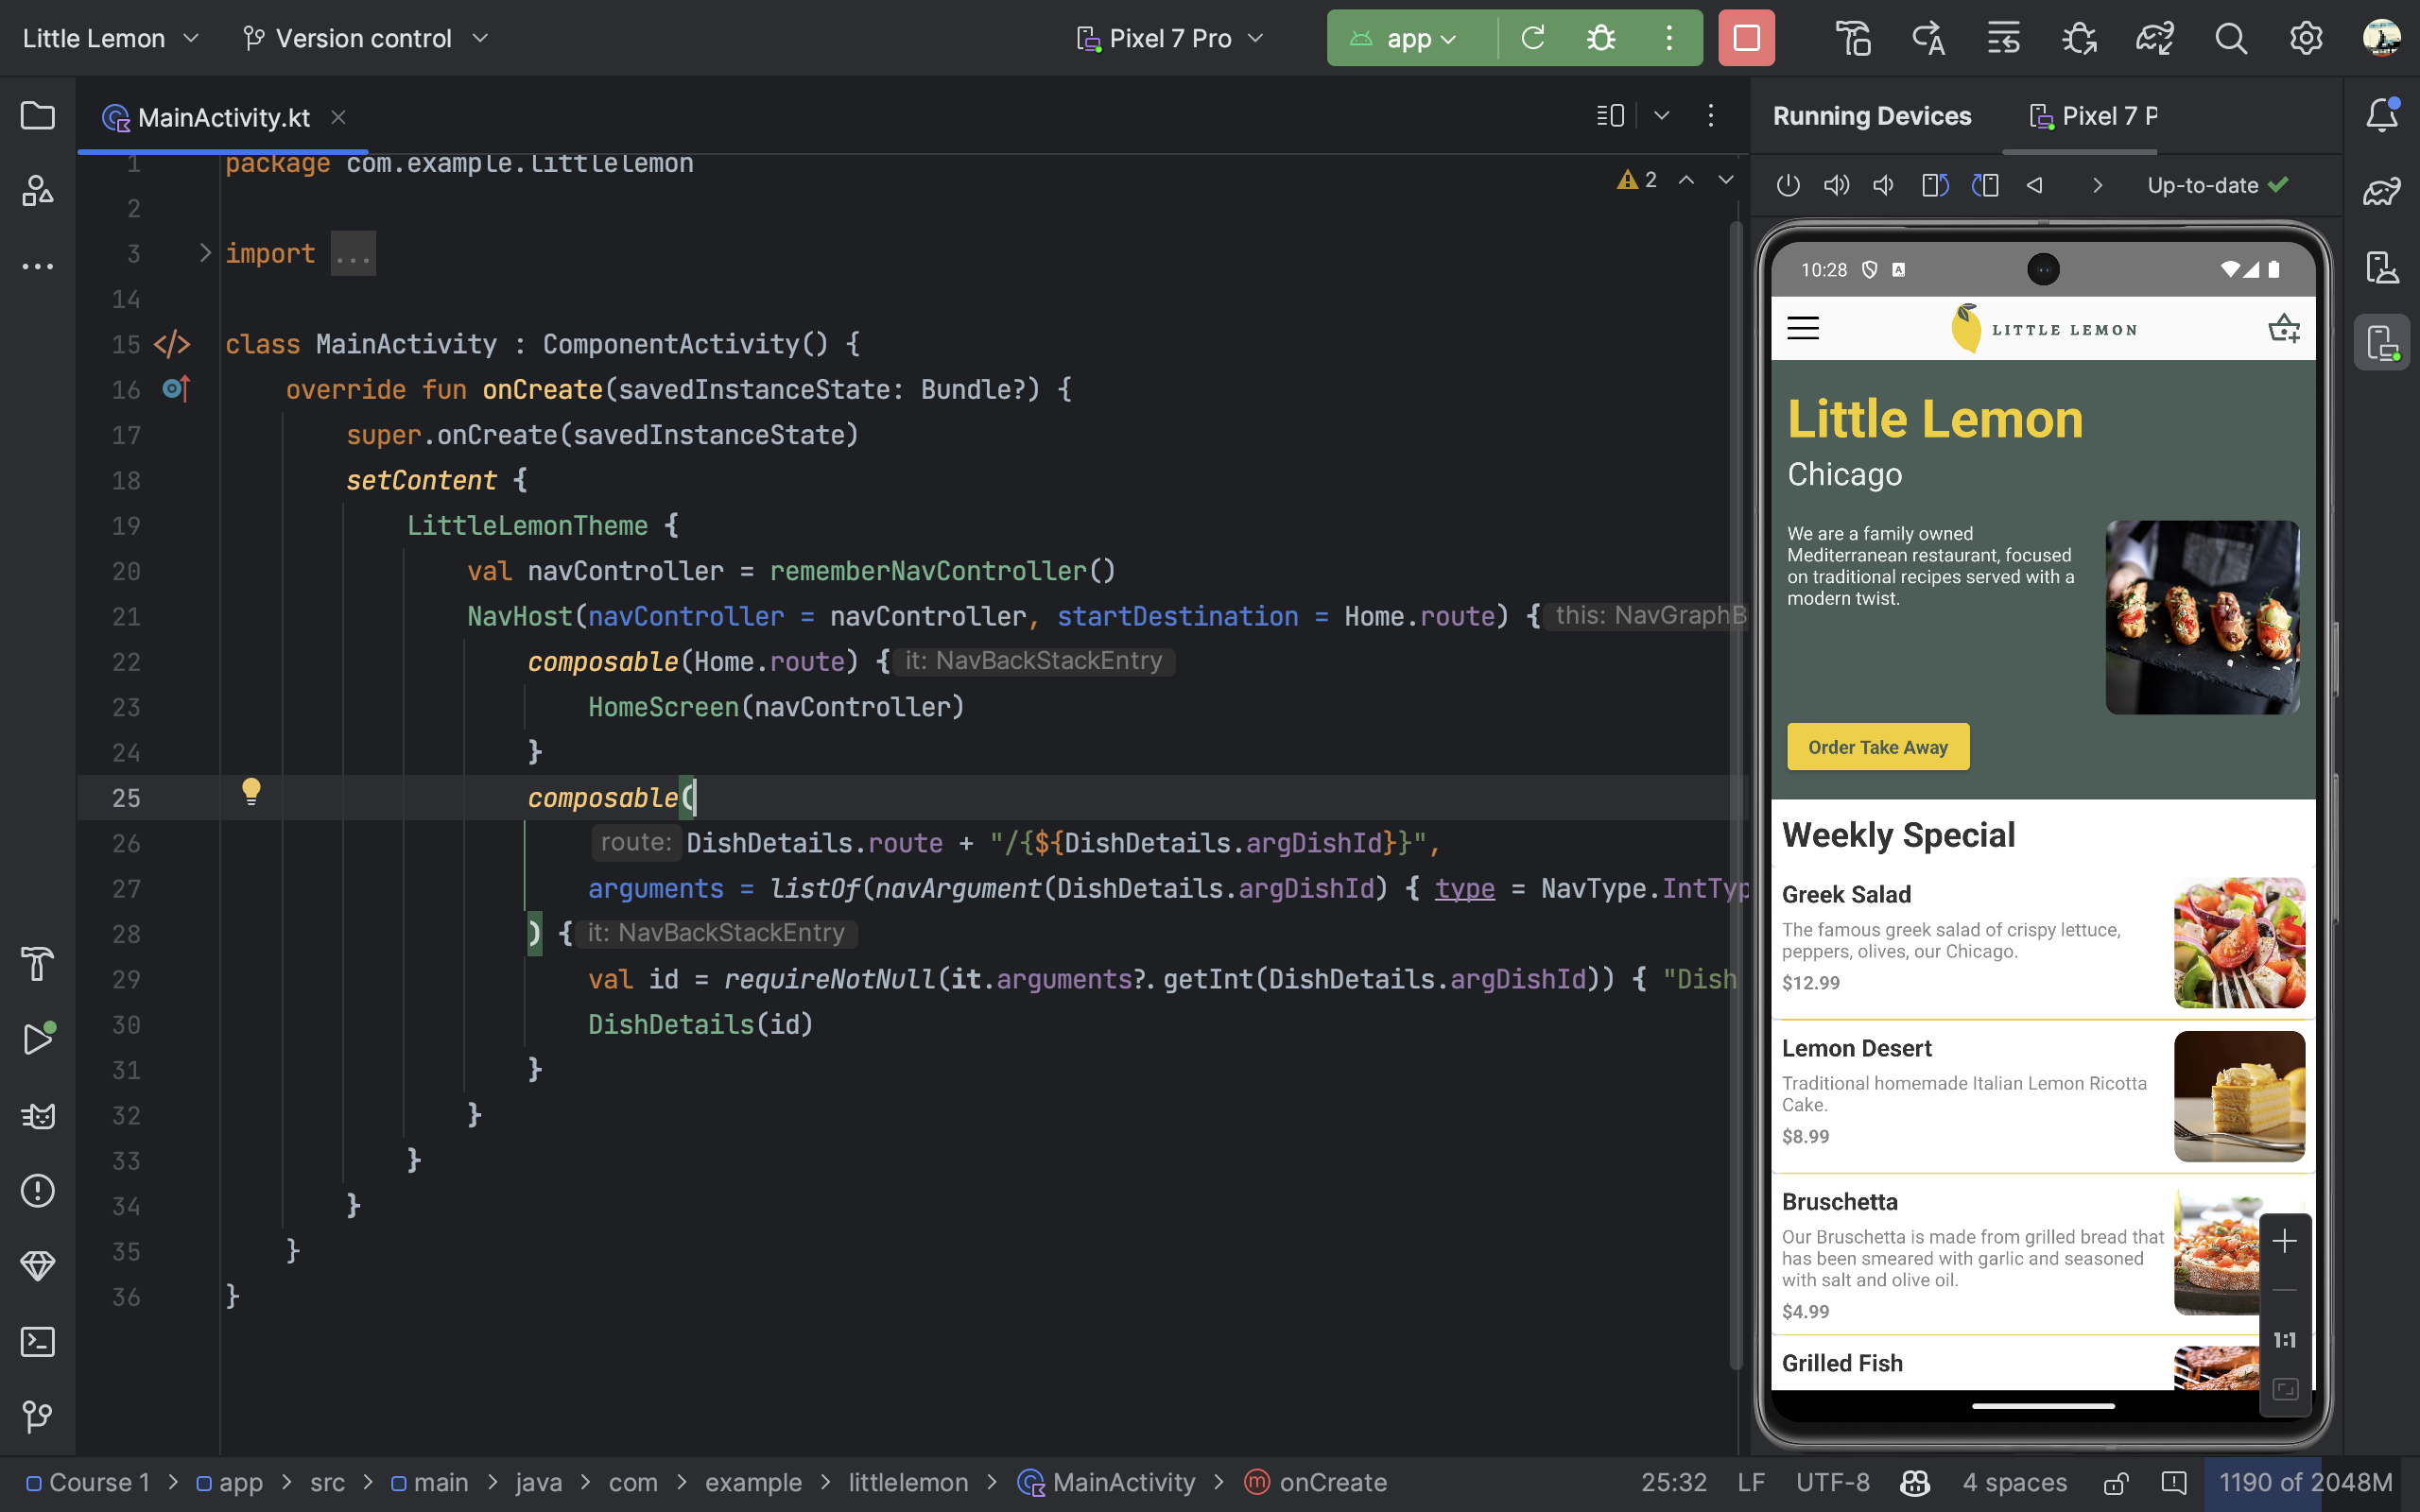 Little Lemon
Version control
Pixel 7 Pro
app
MainActivity.kt
2
1 package com.example.littlelemon
2
3 import ...
14
15 class MainActivity : ComponentActivity() {
16 override fun onCreate(savedInstanceState: Bundle?) {
17 super.onCreate(savedInstanceState)
18 setContent {
19 LittleLemonTheme {
20 val navController = rememberNavController()
21 NavHost(navController = navController, startDestination = Home.route) { this: NavGraphB
22 composable(Home.route) { it: NavBackStackEntry
23 HomeScreen(navController)
24 }
25 composable(
26 route: DishDetails.route + "/{${DishDetails.argDishId}}",
27 arguments = listOf(navArgument(DishDetails.argDishId) { type = NavType.IntTyp
28 ) { it: NavBackStackEntry
29 val id = requireNotNull(it.arguments?.getInt(DishDetails.argDishId)) { "Dish
30 DishDetails(id)
31 }
32 }
33 }
34 }
35 }
36 }
Running Devices
Pixel 7 P
Up-to-date
10:28
LITTLE LEMON
Little Lemon
Chicago
We are a family owned
Mediterranean restaurant, focused
on traditional recipes served with a
modern twist.
Order Take Away
Weekly Special
Greek Salad
The famous greek salad of crispy lettuce,
peppers, olives, our Chicago.
$12.99
Lemon Desert
Traditional homemade Italian Lemon Ricotta
Cake.
$8.99
Bruschetta
Our Bruschetta is made from grilled bread that
has been smeared with garlic and seasoned
with salt and olive oil.
$4.99
Grilled Fish
1:1
Course 1 > app > src > main > java > com > example > littlelemon > MainActivity > onCreate
25:32
LF
UTF-8
4 spaces
1190 of 2048M